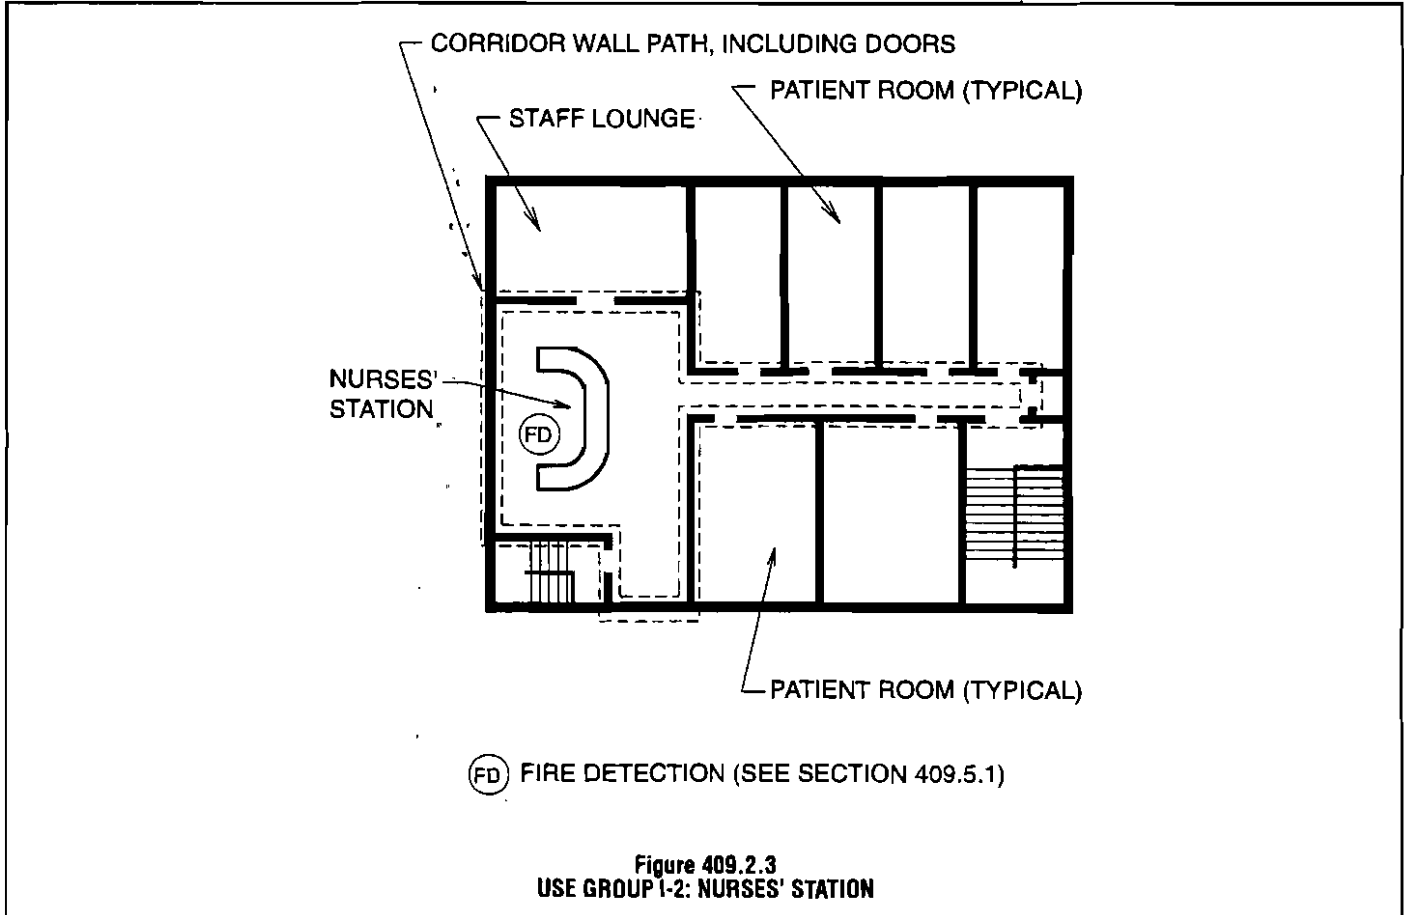 CORRIDOR WALL PATH, INCLUDING DOORS
PATIENT ROOM (TYPICAL)
STAFF LOUNGE
NURSES'
STATION
FD
PATIENT ROOM (TYPICAL)
FD FIRE DETECTION (SEE SECTION 409.5.1)
Figure 409.2.3
USE GROUP I-2: NURSES' STATION